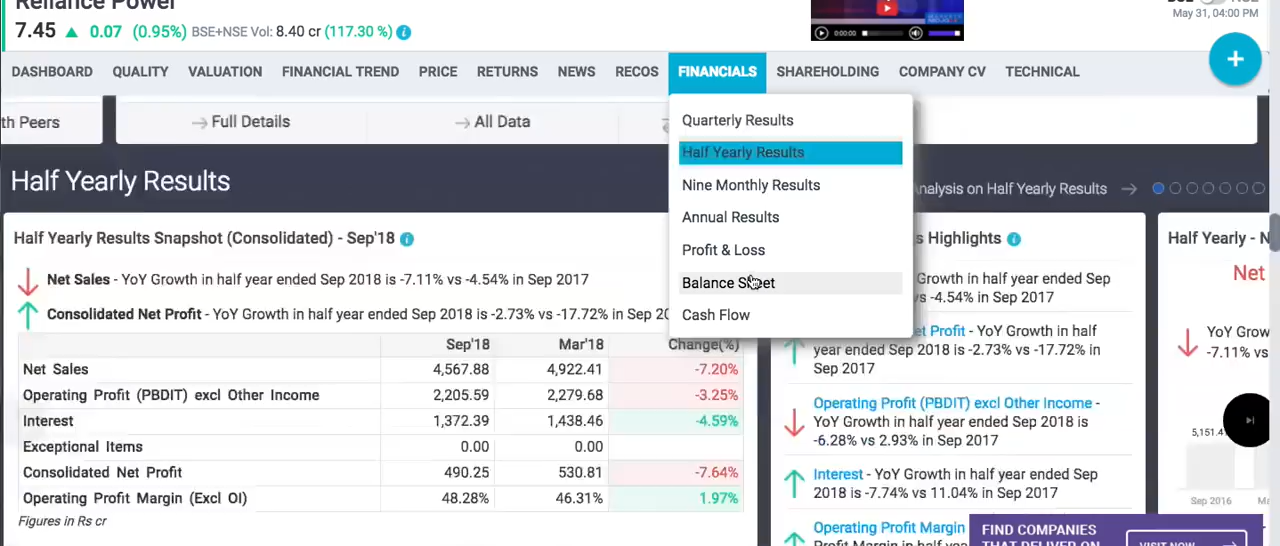 Reliance Power
7.45 0.07 (0.95%) BSE+NSE Vol: 8.40 cr (117.30 %)
0:00:00
May 31, 04:00 PM
DASHBOARD QUALITY VALUATION FINANCIAL TREND PRICE RETURNS NEWS RECOS FINANCIALS SHAREHOLDING COMPANY CV TECHNICAL
+
th Peers Full Details All Data
Quarterly Results
Half Yearly Results
Nine Monthly Results
Annual Results
Profit & Loss
Balance Sheet
Cash Flow
Half Yearly Results
Analysis on Half Yearly Results
Half Yearly Results Snapshot (Consolidated) - Sep'18
Net Sales - YoY Growth in half year ended Sep 2018 is -7.11% vs -4.54% in Sep 2017
Consolidated Net Profit - YoY Growth in half year ended Sep 2018 is -2.73% vs -17.72% in Sep 20
Sep'18 Mar'18 Change(%)
Net Sales 4,567.88 4,922.41 -7.20%
Operating Profit (PBDIT) excl Other Income 2,205.59 2,279.68 -3.25%
Interest 1,372.39 1,438.46 -4.59%
Exceptional Items 0.00 0.00
Consolidated Net Profit 490.25 530.81 -7.64%
Operating Profit Margin (Excl OI) 48.28% 46.31% 1.97%
Figures in Rs cr
s Highlights
YoY Growth in half year ended Sep
-4.54% in Sep 2017
et Profit - YoY Growth in half
year ended Sep 2018 is -2.73% vs -17.72% in
Sep 2017
Operating Profit (PBDIT) excl Other Income -
YoY Growth in half year ended Sep 2018 is
-6.28% vs 2.93% in Sep 2017
Interest - YoY Growth in half year ended Sep
2018 is -7.74% vs 11.04% in Sep 2017
Operating Profit Margin
Half Yearly - N
Net
YoY Grow
-7.11% vs
5,151.4
Sep 2016 Ma
FIND COMPANIES
THAT DELIVER ON
VISIT NOW